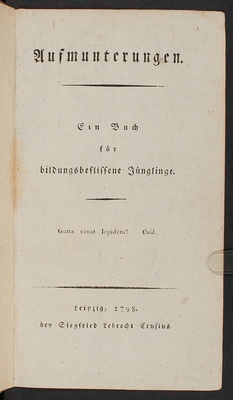 Aufmunterungen.
Ein Buch
für
bildungsbeflissene Jünglinge.
Gutta cavat lapidem! Ovid.
Leipzig, 1798.
bey Siegfried Lebrecht Crusius.